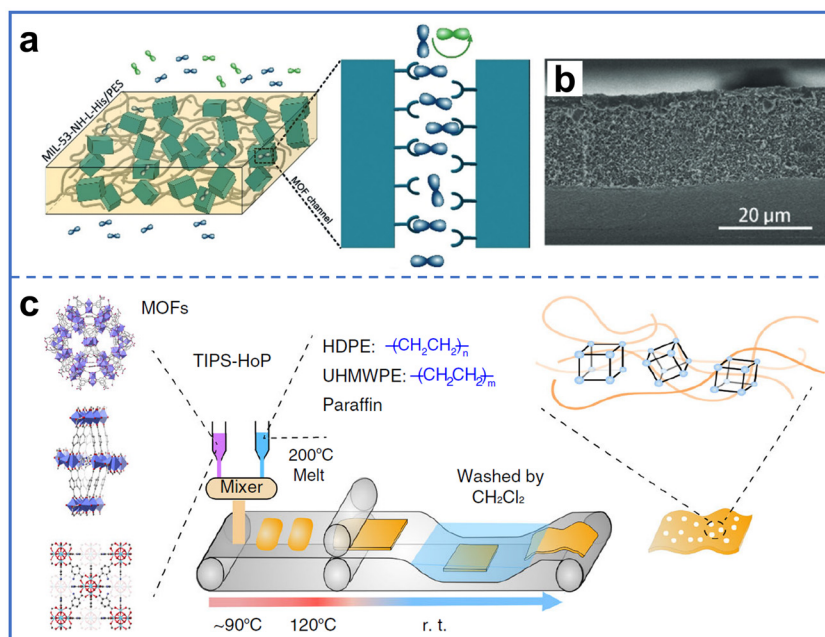 a
MIL-53-NH-L-His/PES
MOF channel
b
20 μm
c
MOFs
TIPS-HoP
HDPE: -(CH₂CH₂)ₙ
UHMWPE: -(CH₂CH₂)ₘ
Paraffin
200°C
Melt
Mixer
Washed by
CH₂Cl₂
~90°C
120°C
r. t.